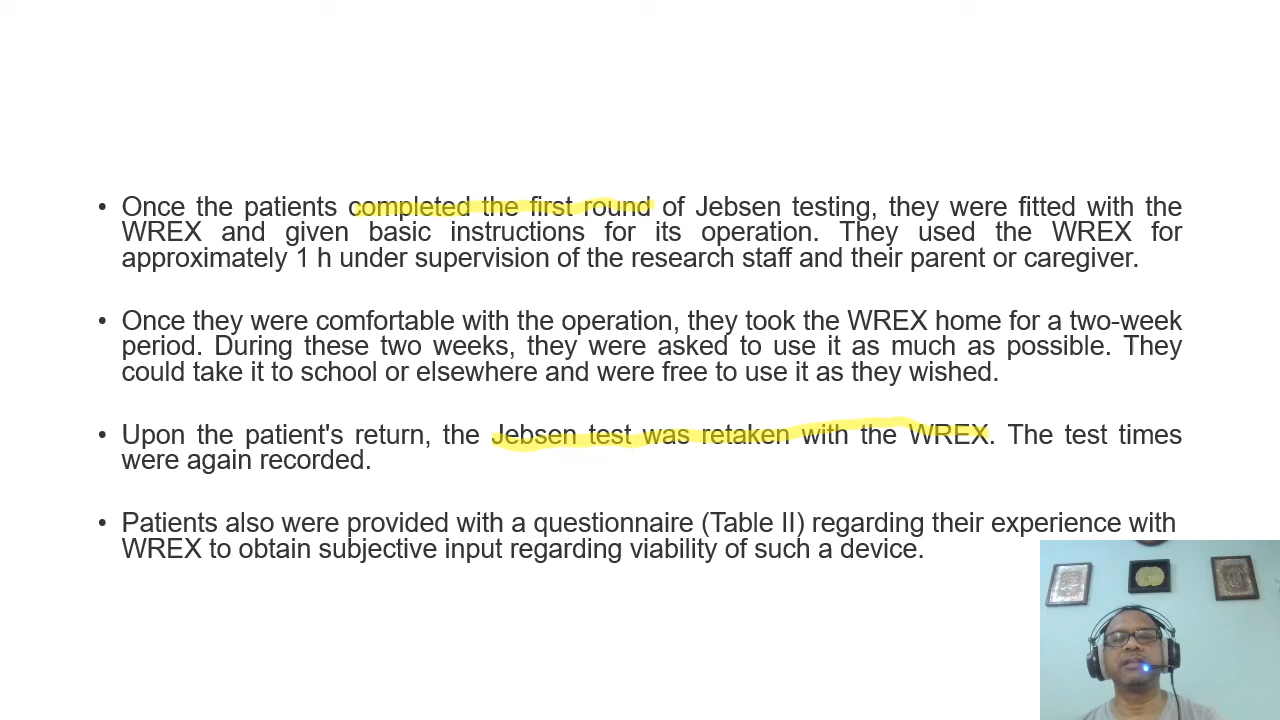 • Once the patients completed the first round of Jebsen testing, they were fitted with the
WREX and given basic instructions for its operation. They used the WREX for
approximately 1 h under supervision of the research staff and their parent or caregiver.
• Once they were comfortable with the operation, they took the WREX home for a two-week
period. During these two weeks, they were asked to use it as much as possible. They
could take it to school or elsewhere and were free to use it as they wished.
• Upon the patient's return, the Jebsen test was retaken with the WREX. The test times
were again recorded.
• Patients also were provided with a questionnaire (Table II) regarding their experience with
WREX to obtain subjective input regarding viability of such a device.